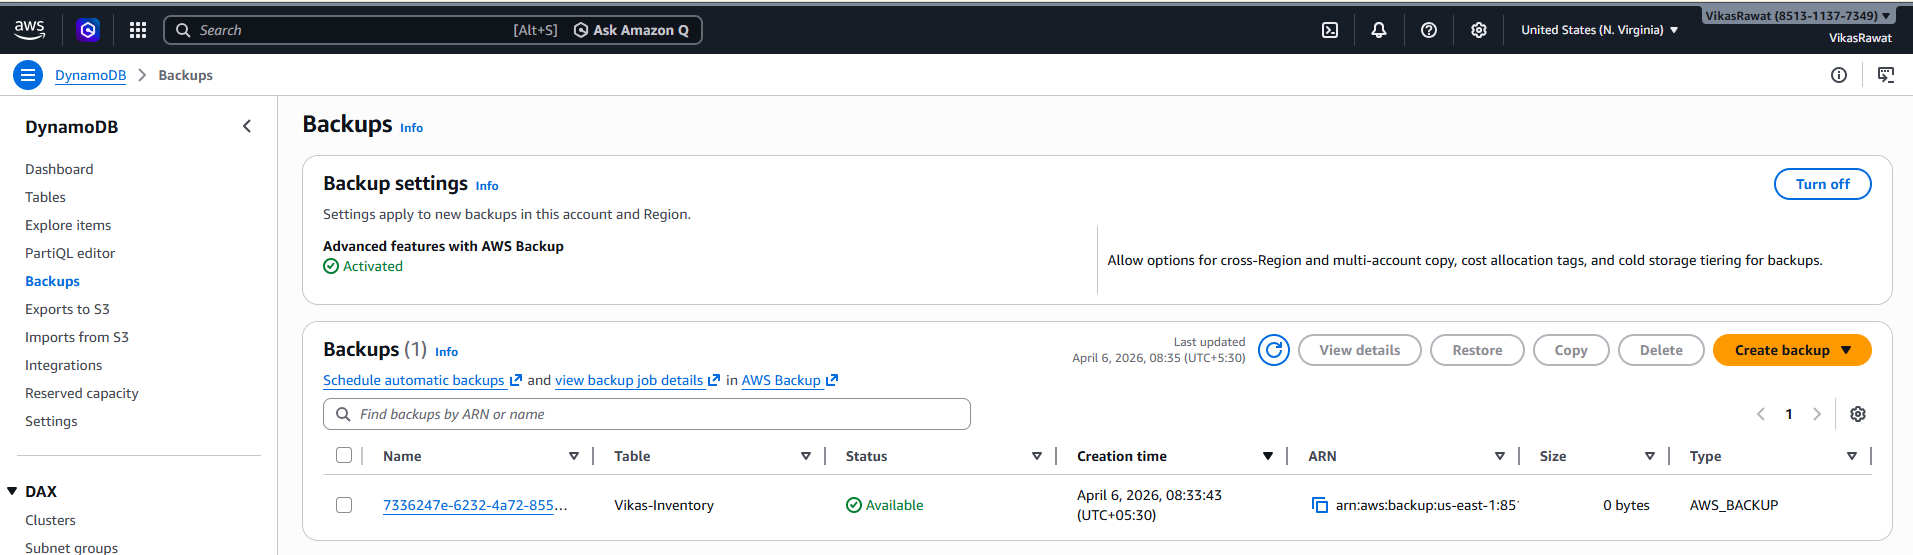 aws
Search [Alt+S] Ask Amazon Q
United States (N. Virginia) ▼
VikasRawat (8513-1137-7349) ▼
VikasRawat
DynamoDB > Backups
DynamoDB
Dashboard
Tables
Explore items
PartiQL editor
Backups
Exports to S3
Imports from S3
Integrations
Reserved capacity
Settings
DAX
Clusters
Subnet groups
Backups Info
Backup settings Info
Turn off
Settings apply to new backups in this account and Region.
Advanced features with AWS Backup
Activated
Allow options for cross-Region and multi-account copy, cost allocation tags, and cold storage tiering for backups.
Backups (1) Info
Last updated
April 6, 2026, 08:35 (UTC+5:30)
View details
Restore
Copy
Delete
Create backup ▼
Schedule automatic backups and view backup job details in AWS Backup
Find backups by ARN or name
1
Name Table Status Creation time ARN Size Type
7336247e-6232-4a72-855... Vikas-Inventory Available April 6, 2026, 08:33:43 (UTC+05:30) arn:aws:backup:us-east-1:85 0 bytes AWS_BACKUP